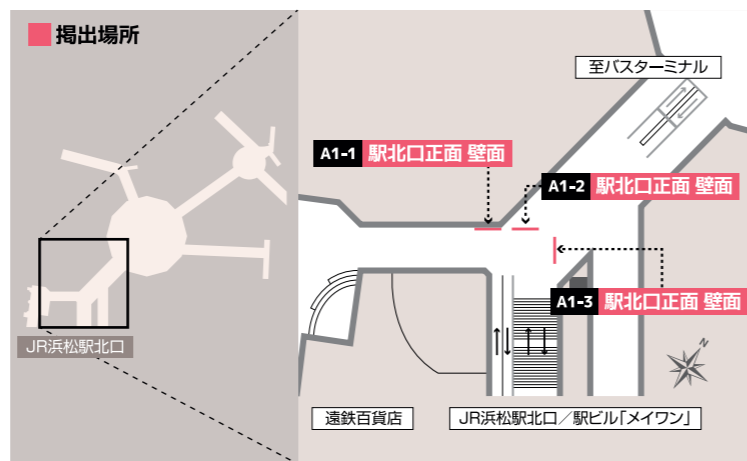 掲出場所
至バスターミナル
A1-1 駅北口正面 壁面
A1-2 駅北口正面 壁面
A1-3 駅北口正面 壁面
JR浜松駅北口
N
遠鉄百貨店
JR浜松駅北口／駅ビル「メイワン」